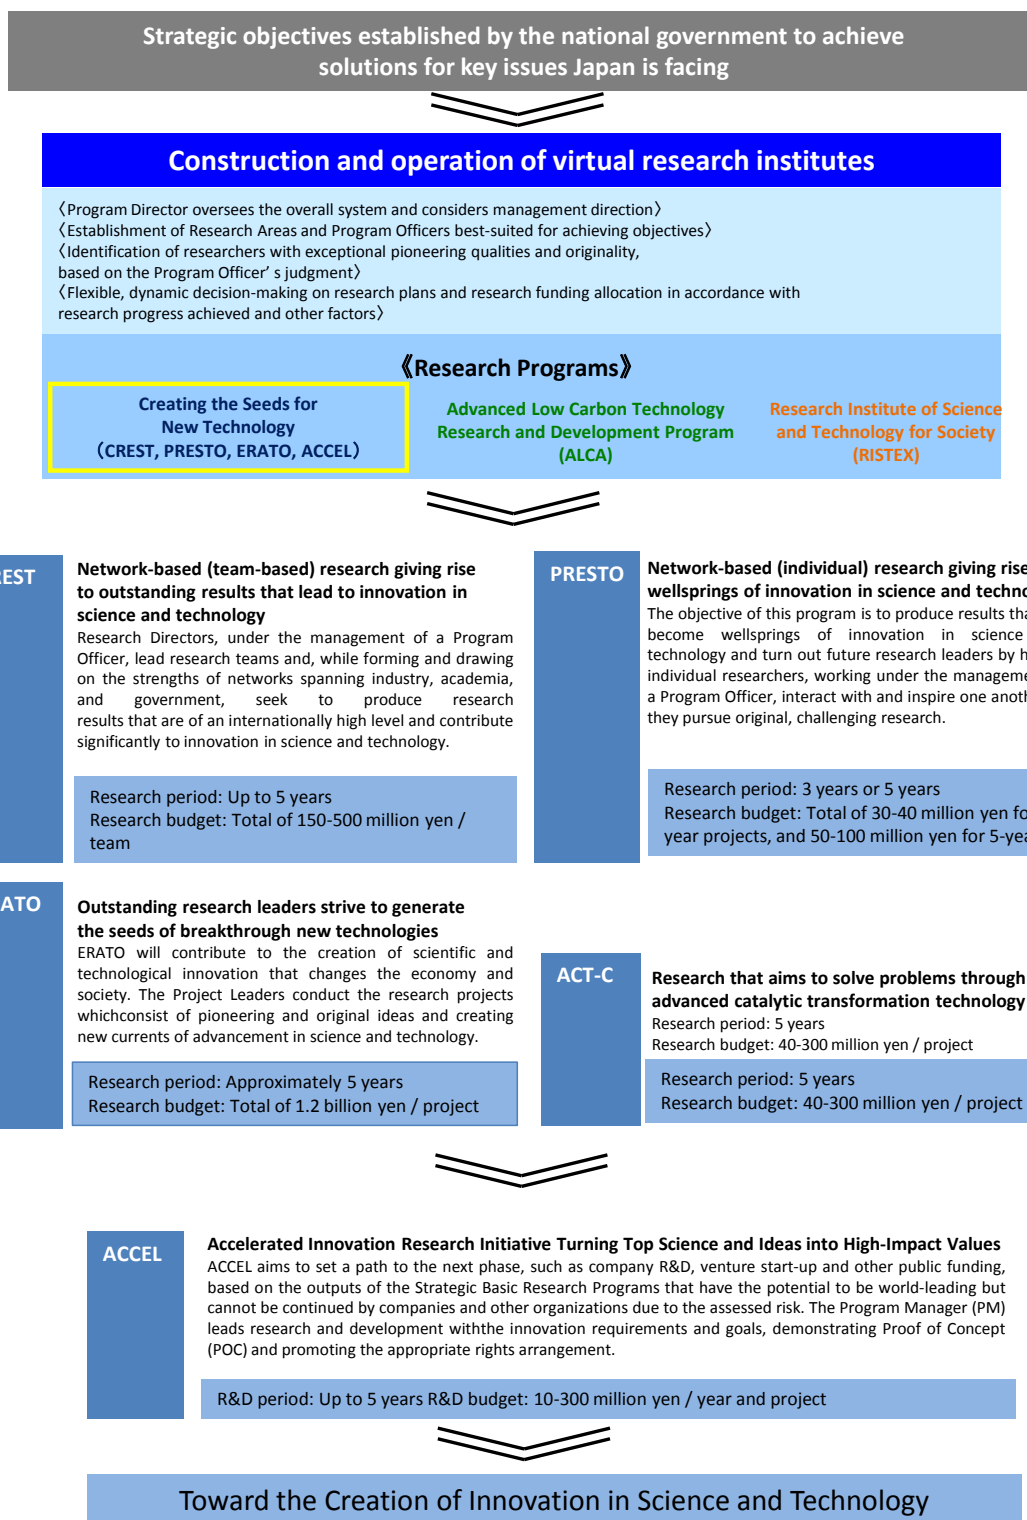 Strategic objectives established by the national government to achieve
solutions for key issues Japan is facing
Construction and operation of virtual research institutes
〈Program Director oversees the overall system and considers management direction〉
〈Establishment of Research Areas and Program Officers best-suited for achieving objectives〉
〈Identification of researchers with exceptional pioneering qualities and originality,
based on the Program Officer’ s judgment〉
〈Flexible, dynamic decision-making on research plans and research funding allocation in accordance with
research progress achieved and other factors〉
《Research Programs》
Creating the Seeds for
New Technology
（CREST, PRESTO, ERATO, ACCEL）
Advanced Low Carbon Technology
Research and Development Program
(ALCA)
Research Institute of Science
and Technology for Society
(RISTEX)
EST
Network-based (team-based) research giving rise
to outstanding results that lead to innovation in
science and technology
Research Directors, under the management of a Program
Officer, lead research teams and, while forming and drawing
on the strengths of networks spanning industry, academia,
and government, seek to produce research
results that are of an internationally high level and contribute
significantly to innovation in science and technology.
Research period: Up to 5 years
Research budget: Total of 150-500 million yen /
team
PRESTO
Network-based (individual) research giving rise
wellsprings of innovation in science and techno
The objective of this program is to produce results tha
become wellsprings of innovation in science
technology and turn out future research leaders by h
individual researchers, working under the manageme
a Program Officer, interact with and inspire one anoth
they pursue original, challenging research.
Research period: 3 years or 5 years
Research budget: Total of 30-40 million yen fo
year projects, and 50-100 million yen for 5-yea
ATO
Outstanding research leaders strive to generate
the seeds of breakthrough new technologies
ERATO will contribute to the creation of scientific and
technological innovation that changes the economy and
society. The Project Leaders conduct the research projects
whichconsist of pioneering and original ideas and creating
new currents of advancement in science and technology.
Research period: Approximately 5 years
Research budget: Total of 1.2 billion yen / project
ACT-C
Research that aims to solve problems through
advanced catalytic transformation technology
Research period: 5 years
Research budget: 40-300 million yen / project
Research period: 5 years
Research budget: 40-300 million yen / project
ACCEL
Accelerated Innovation Research Initiative Turning Top Science and Ideas into High-Impact Values
ACCEL aims to set a path to the next phase, such as company R&D, venture start-up and other public funding,
based on the outputs of the Strategic Basic Research Programs that have the potential to be world-leading but
cannot be continued by companies and other organizations due to the assessed risk. The Program Manager (PM)
leads research and development withthe innovation requirements and goals, demonstrating Proof of Concept
(POC) and promoting the appropriate rights arrangement.
R&D period: Up to 5 years R&D budget: 10-300 million yen / year and project
Toward the Creation of Innovation in Science and Technology